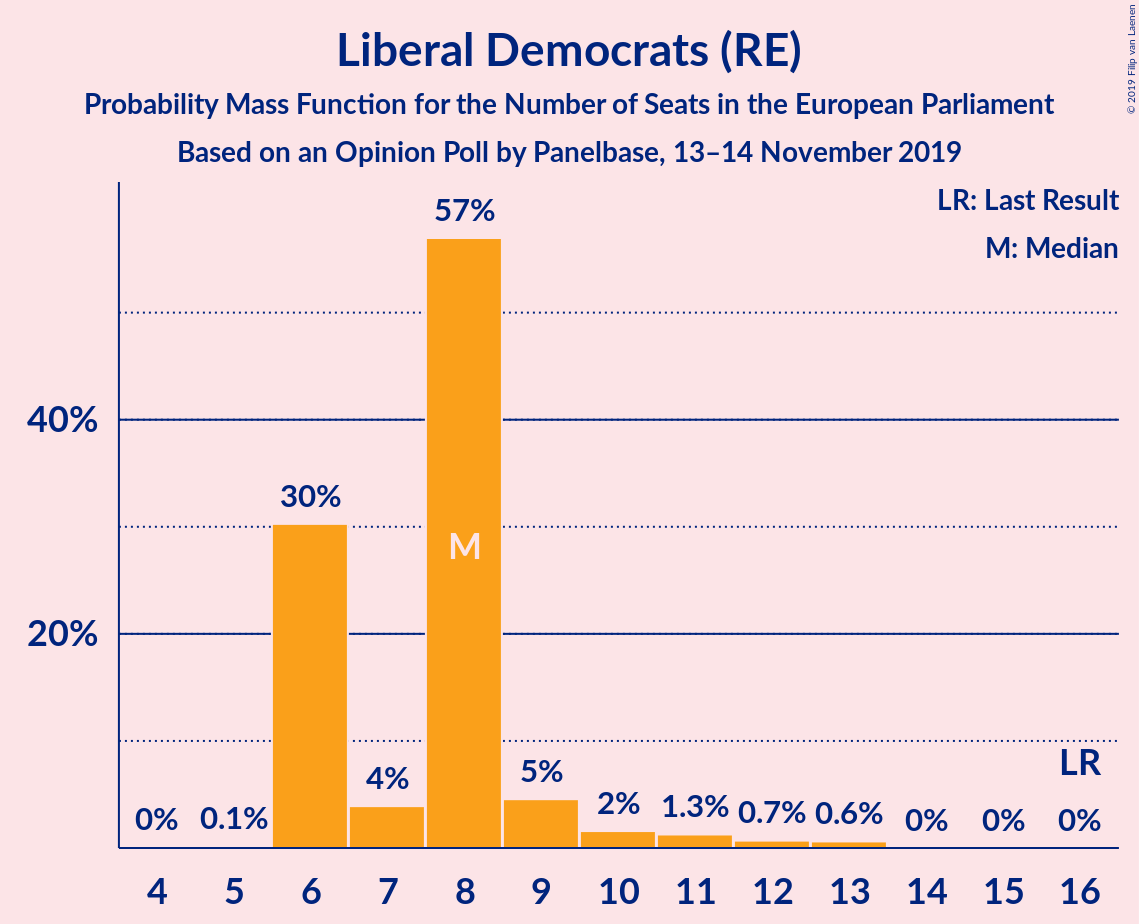 Liberal Democrats (RE)
Probability Mass Function for the Number of Seats in the European Parliament
Based on an Opinion Poll by Panelbase, 13–14 November 2019
© 2019 Filip van Laenen
LR: Last Result
M: Median
57%
40%
30%
M
20%
LR
0%
0.1%
4%
5%
2%
1.3%
0.7%
0.6%
0%
0%
0%
4 5 6 7 8 9 10 11 12 13 14 15 16